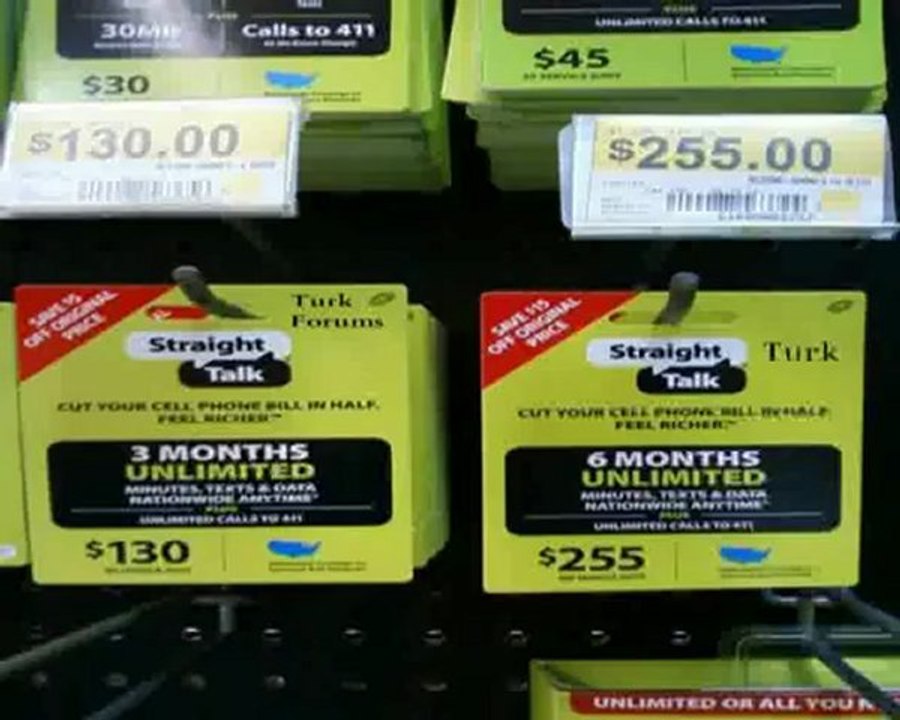 30MIN
Calls to 411
$30
$130.00
UNLIMITED CALLS TO 411
$45
$255.00
SAVE $5
OFF ORIGINAL
PRICE
Turk
Forums
Straight
Talk
CUT YOUR CELL PHONE BILL IN HALF.
FEEL RICHER.™
3 MONTHS
UNLIMITED
MINUTES, TEXTS & DATA
NATIONWIDE ANYTIME*
PLUS
UNLIMITED CALLS TO 411
$130
SAVE $15
OFF ORIGINAL
PRICE
Straight
Talk
Turk
CUT YOUR CELL PHONE BILL IN HALF.
FEEL RICHER.™
6 MONTHS
UNLIMITED
MINUTES, TEXTS & DATA
NATIONWIDE ANYTIME*
PLUS
UNLIMITED CALLS TO 411
$255
UNLIMITED OR ALL YOU